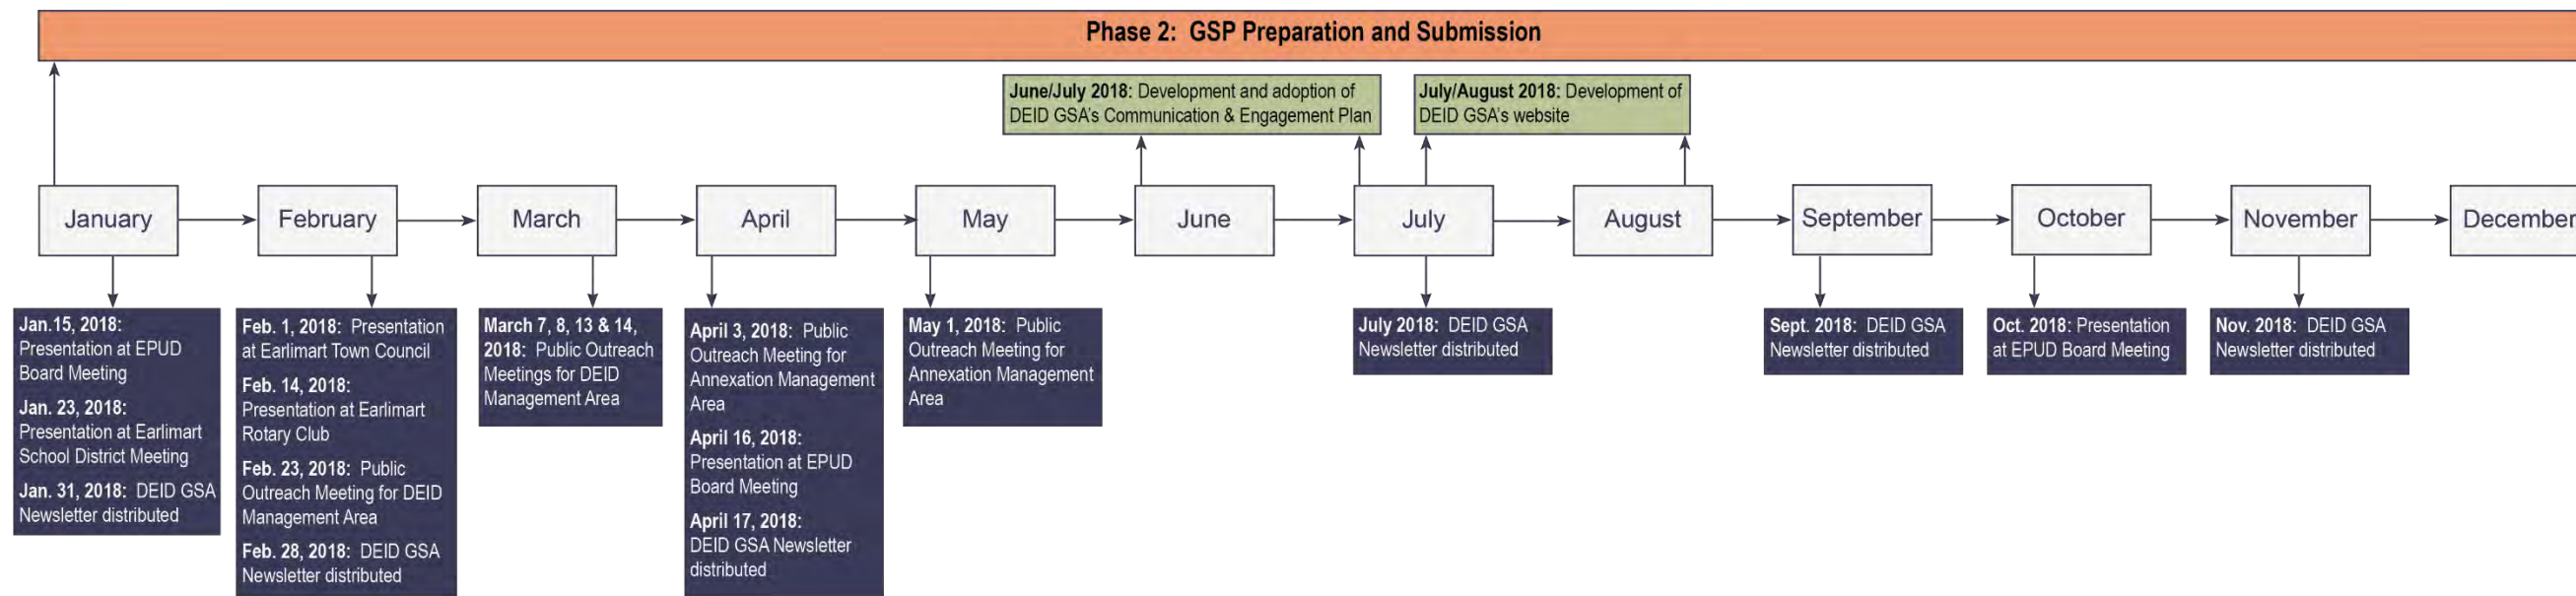 Phase 2:  GSP Preparation and Submission
June/July 2018: Development and adoption of
DEID GSA's Communication & Engagement Plan
July/August 2018: Development of
DEID GSA's website
January
February
March
April
May
June
July
August
September
October
November
December
Jan.15, 2018:
Presentation at EPUD
Board Meeting
Jan. 23, 2018:
Presentation at Earlimart
School District Meeting
Jan. 31, 2018:  DEID GSA
Newsletter distributed
Feb. 1, 2018:  Presentation
at Earlimart Town Council
Feb. 14, 2018:
Presentation at Earlimart
Rotary Club
Feb. 23, 2018:  Public
Outreach Meeting for DEID
Management Area
Feb. 28, 2018:  DEID GSA
Newsletter distributed
March 7, 8, 13 & 14,
2018:  Public Outreach
Meetings for DEID
Management Area
April 3, 2018:  Public
Outreach Meeting for
Annexation Management
Area
April 16, 2018:
Presentation at EPUD
Board Meeting
April 17, 2018:
DEID GSA Newsletter
distributed
May 1, 2018:  Public
Outreach Meeting for
Annexation Management
Area
July 2018:  DEID GSA
Newsletter distributed
Sept. 2018:  DEID GSA
Newsletter distributed
Oct. 2018: Presentation
at EPUD Board Meeting
Nov. 2018:  DEID GSA
Newsletter distributed